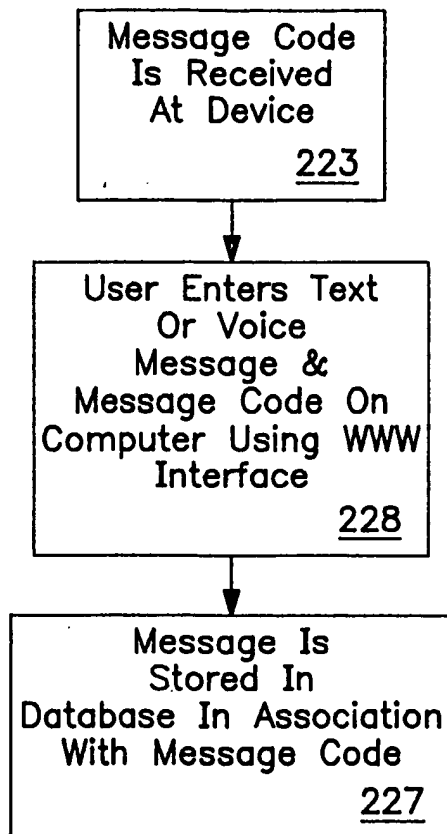 Message Code
Is Received
At Device
223
User Enters Text
Or Voice
Message &
Message Code On
Computer Using WWW
Interface
228
Message Is
Stored In
Database In Association
With Message Code
227